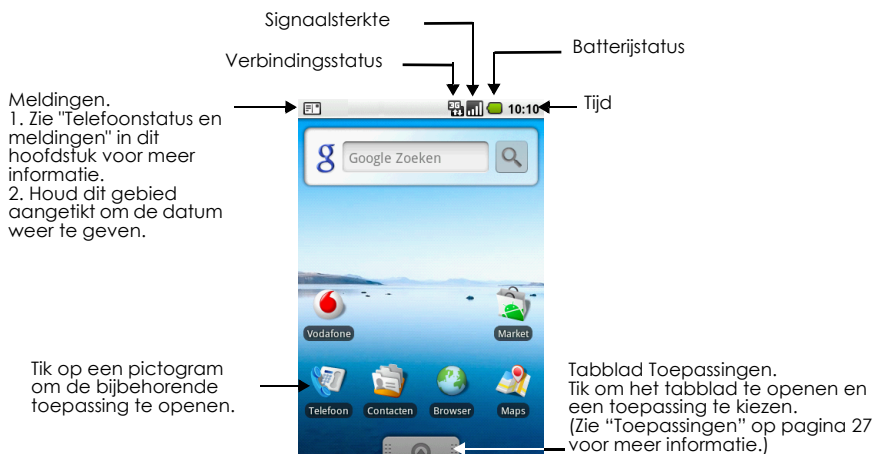 Signaalsterkte
Verbindingsstatus
Batterijstatus
Meldingen.
1. Zie "Telefoonstatus en
meldingen" in dit
hoofdstuk voor meer
informatie.
2. Houd dit gebied
aangetikt om de datum
weer te geven.
3G
10:10
Tijd
g
Google Zoeken
Vodafone
Market
Tik op een pictogram
om de bijbehorende
toepassing te openen.
Telefoon
Contacten
Browser
Maps
Tabblad Toepassingen.
Tik om het tabblad te openen en
een toepassing te kiezen.
(Zie “Toepassingen” op pagina 27
voor meer informatie.)